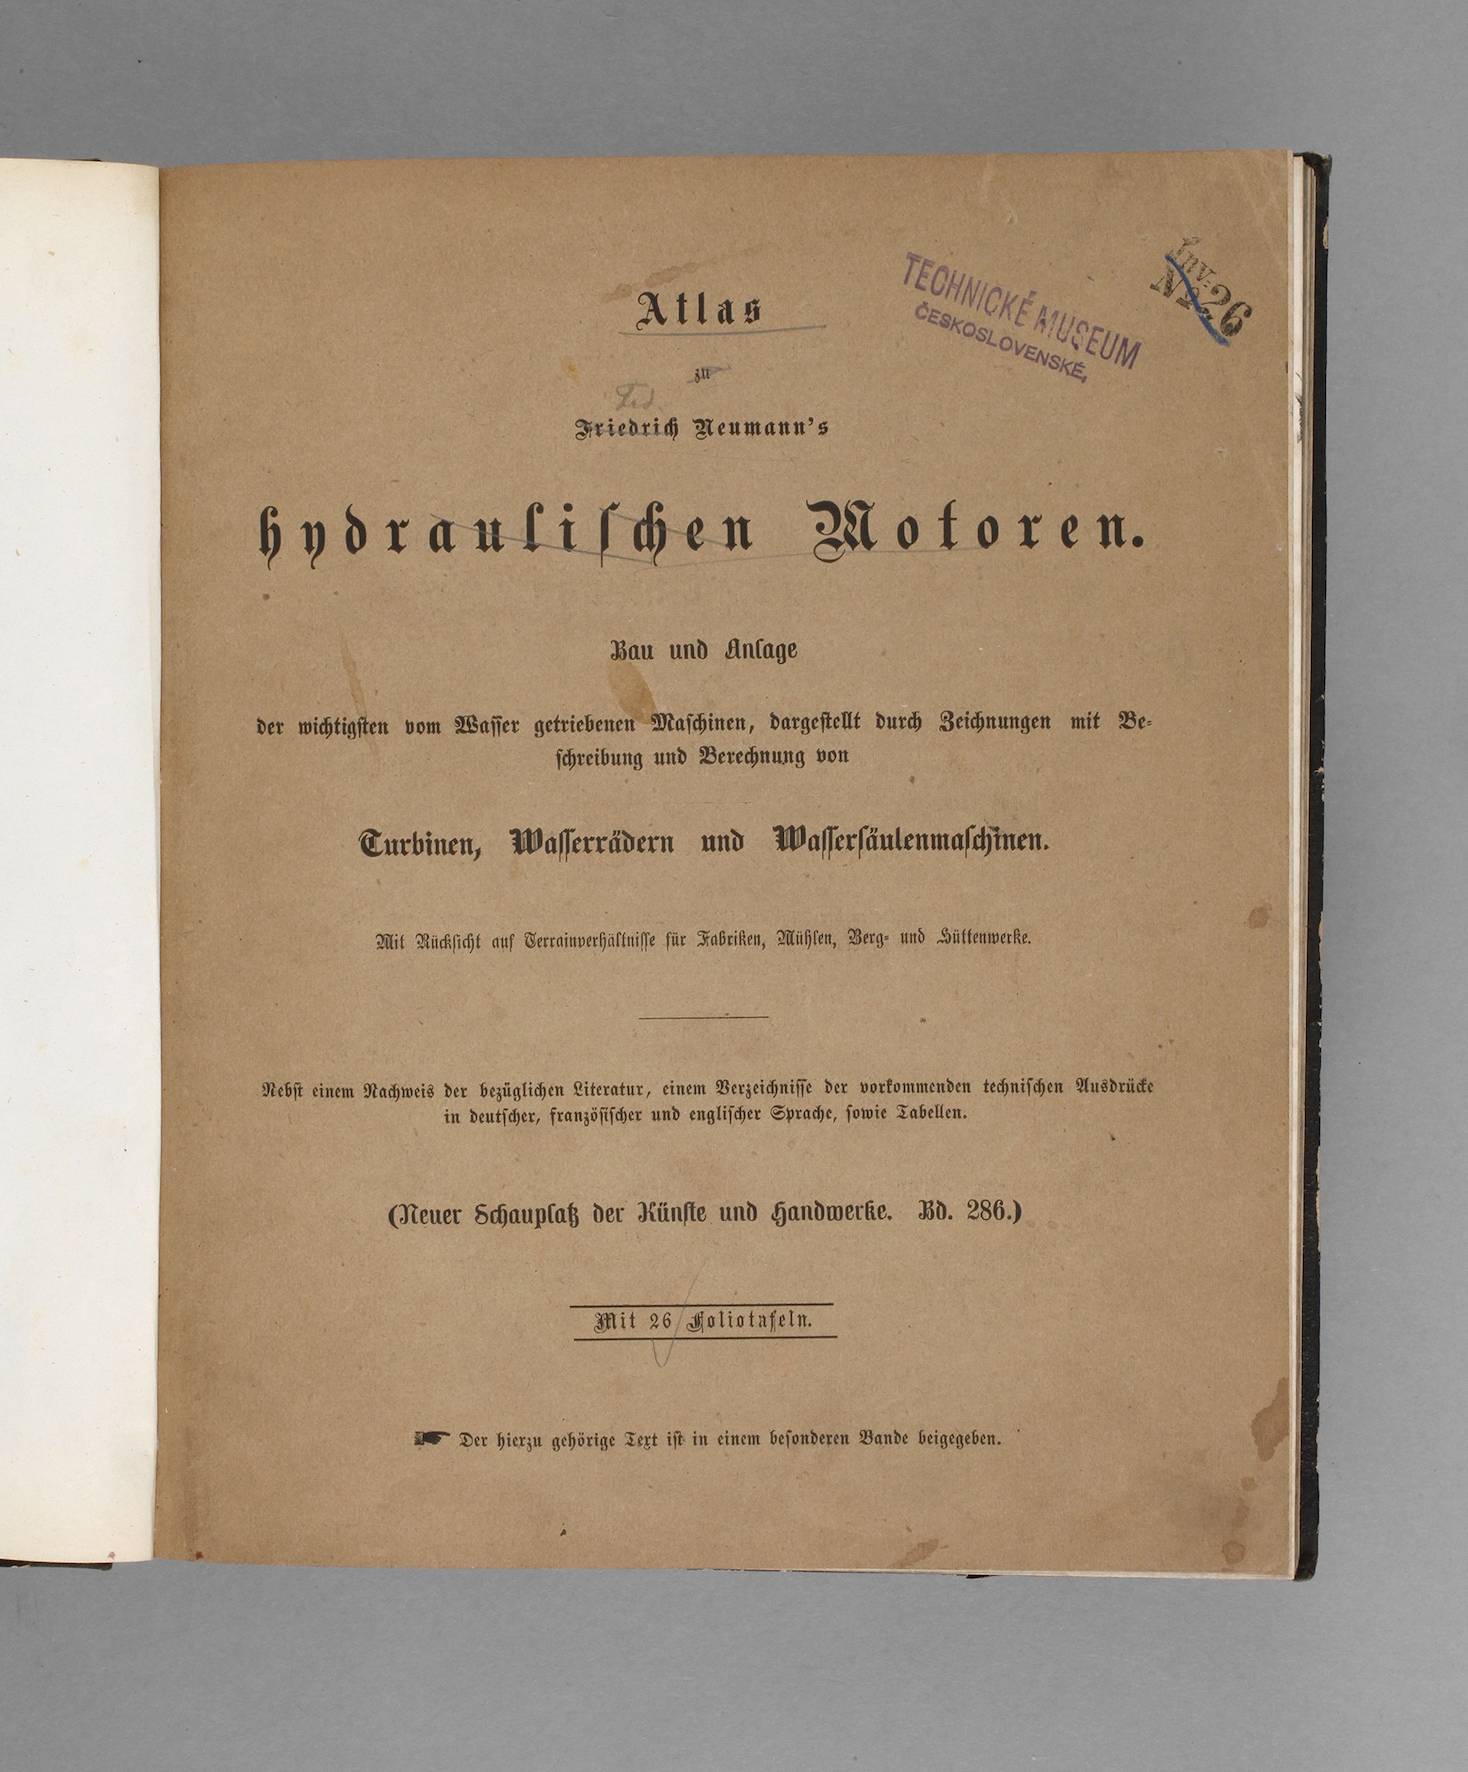 Atlas
zu
Friedrich Neumann's
hydraulischen Motoren.
Bau und Anlage
der wichtigsten vom Wasser getriebenen Maschinen, dargestellt durch Zeichnungen mit Be-
schreibung und Berechnung von
Turbinen, Wasserrädern und Wassersäulenmaschinen.
Mit Rücksicht auf Terrainverhältnisse für Fabriken, Mühlen, Berg- und Hüttenwerke.
Nebst einem Nachweis der bezüglichen Literatur, einem Verzeichnisse der vorkommenden technischen Ausdrücke
in deutscher, französischer und englischer Sprache, sowie Tabellen.
(Neuer Schauplatz der Künste und Handwerke. Bd. 286.)
Mit 26 Foliotafeln.
☛ Der hierzu gehörige Text ist in einem besonderen Bande beigegeben.
TECHNICKÉ MUSEUM
ČESKOSLOVENSKÉ,
Inv:
№ 26